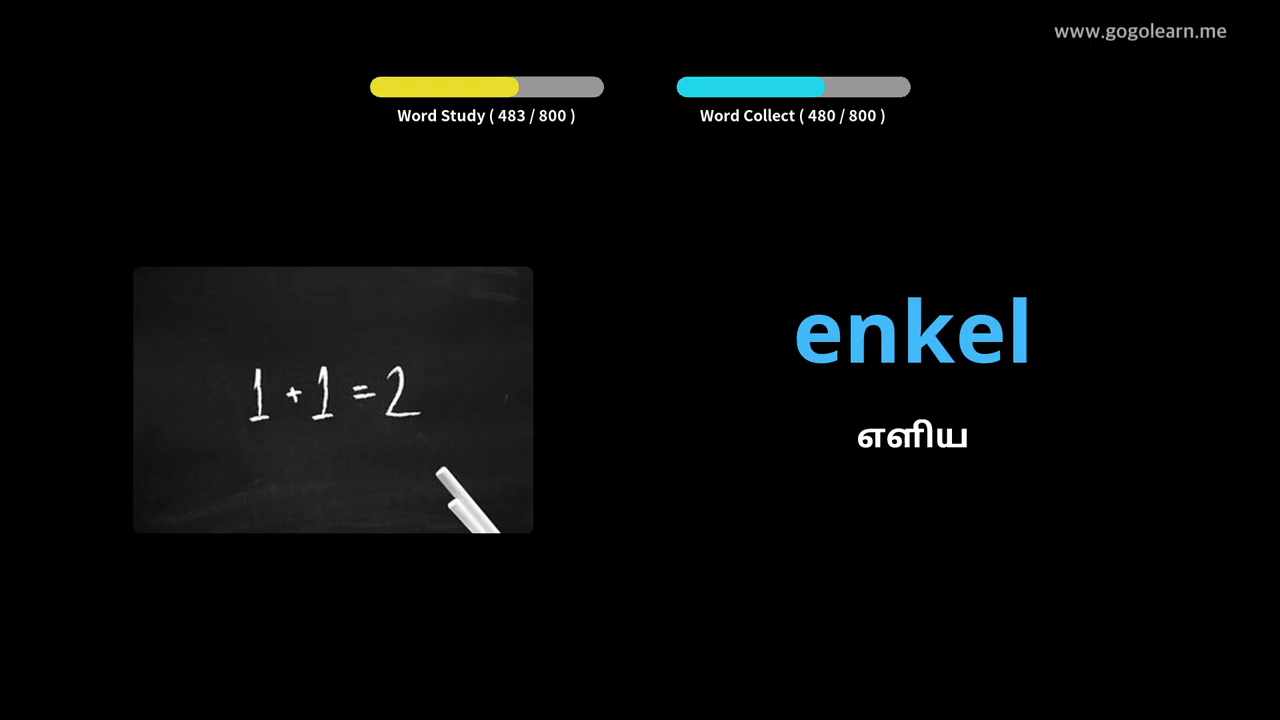 www.gogolearn.me
Word Study ( 483 / 800 )
Word Collect ( 480 / 800 )
1 + 1 = 2
enkel
எளிய